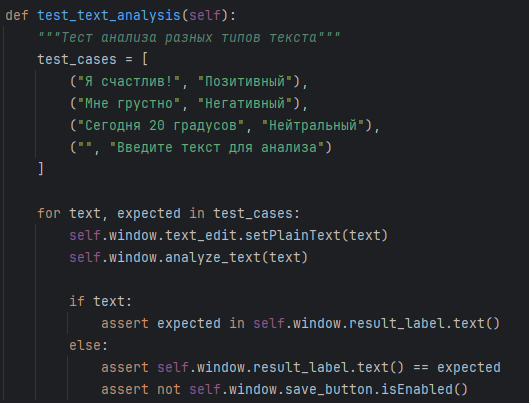 def test_text_analysis(self):
    """Тест анализа разных типов текста"""
    test_cases = [
        ("Я счастлив!", "Позитивный"),
        ("Мне грустно", "Негативный"),
        ("Сегодня 20 градусов", "Нейтральный"),
        ("", "Введите текст для анализа")
    ]

    for text, expected in test_cases:
        self.window.text_edit.setPlainText(text)
        self.window.analyze_text(text)

        if text:
            assert expected in self.window.result_label.text()
        else:
            assert self.window.result_label.text() == expected
            assert not self.window.save_button.isEnabled()